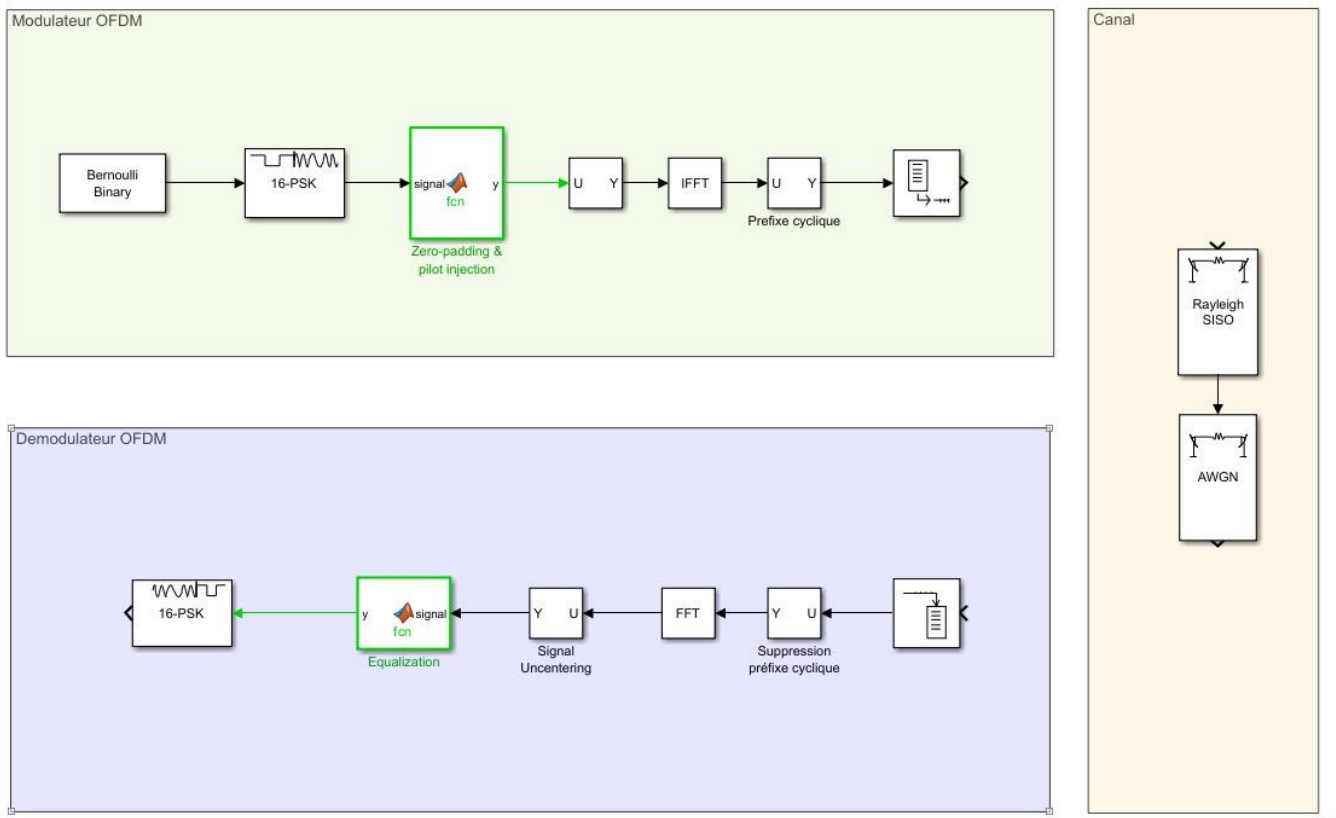 Modulateur OFDM
Bernoulli
Binary
16-PSK
signal
y
fcn
Zero-padding &
pilot injection
U
Y
IFFT
U
Y
Prefixe cyclique
Canal
Rayleigh
SISO
AWGN
Demodulateur OFDM
16-PSK
y
signal
fcn
Equalization
Y
U
Signal
Uncentering
FFT
Y
U
Suppression
préfixe cyclique